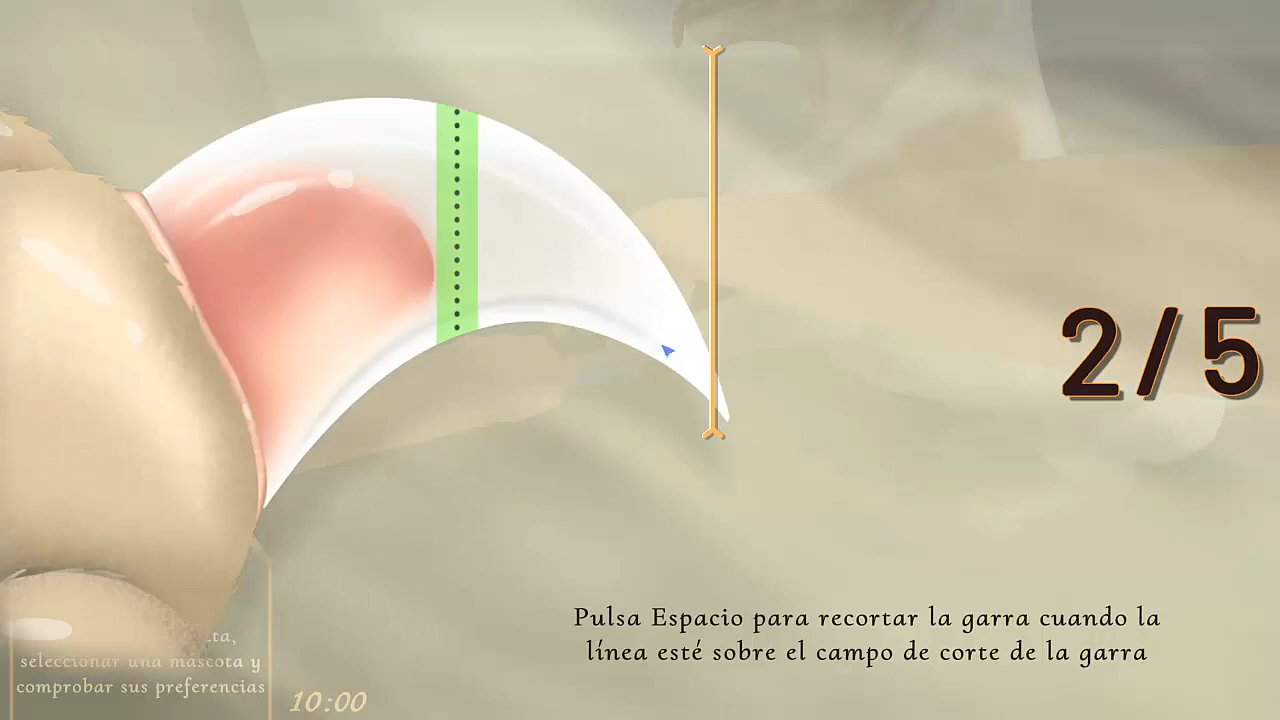 2/5
Pulsa Espacio para recortar la garra cuando la
línea esté sobre el campo de corte de la garra
seleccionar una mascota y
comprobar sus preferencias
10:00